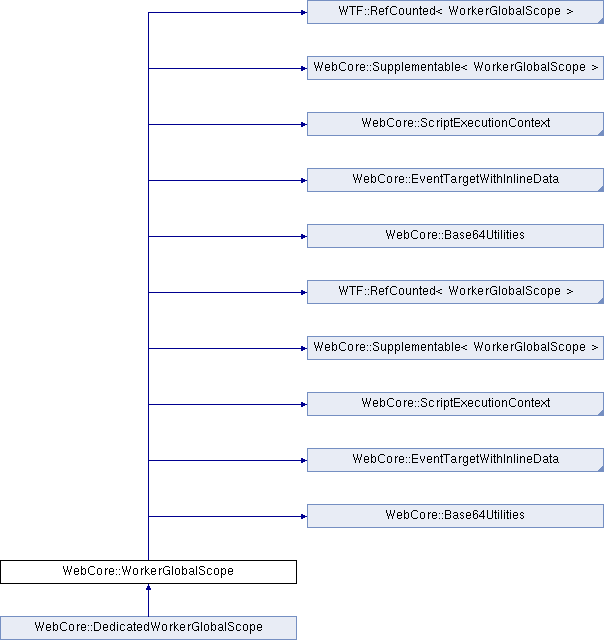 WTF::RefCounted< WorkerGlobalScope >
WebCore::Supplementable< WorkerGlobalScope >
WebCore::ScriptExecutionContext
WebCore::EventTargetWithInlineData
WebCore::Base64Utilities
WTF::RefCounted< WorkerGlobalScope >
WebCore::Supplementable< WorkerGlobalScope >
WebCore::ScriptExecutionContext
WebCore::EventTargetWithInlineData
WebCore::Base64Utilities
WebCore::WorkerGlobalScope
WebCore::DedicatedWorkerGlobalScope